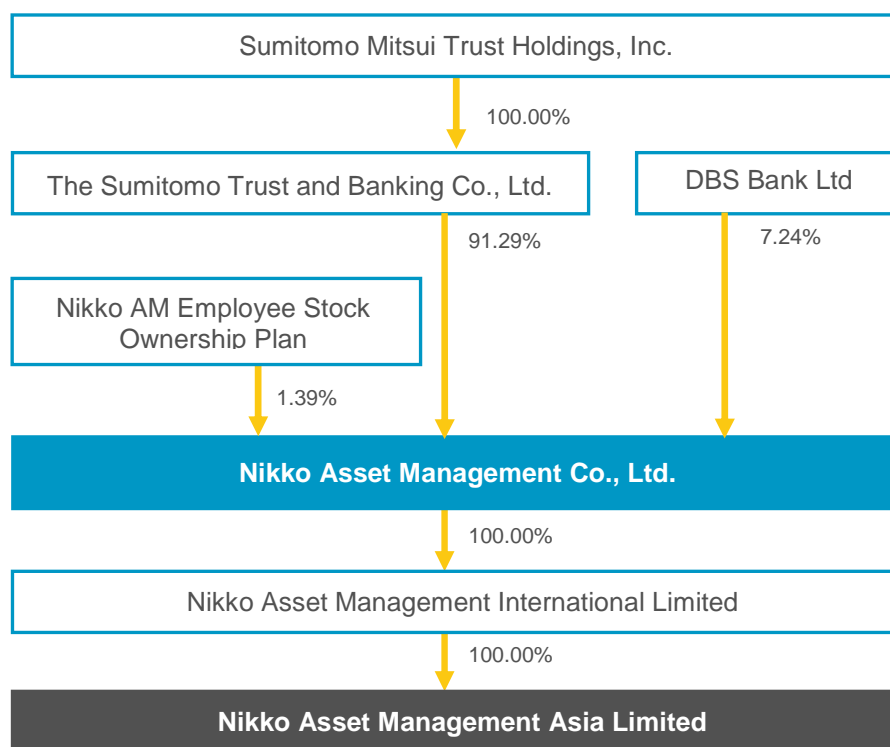 Sumitomo Mitsui Trust Holdings, Inc.
100.00%
The Sumitomo Trust and Banking Co., Ltd.
DBS Bank Ltd
91.29%
7.24%
Nikko AM Employee Stock
Ownership Plan
1.39%
Nikko Asset Management Co., Ltd.
100.00%
Nikko Asset Management International Limited
100.00%
Nikko Asset Management Asia Limited